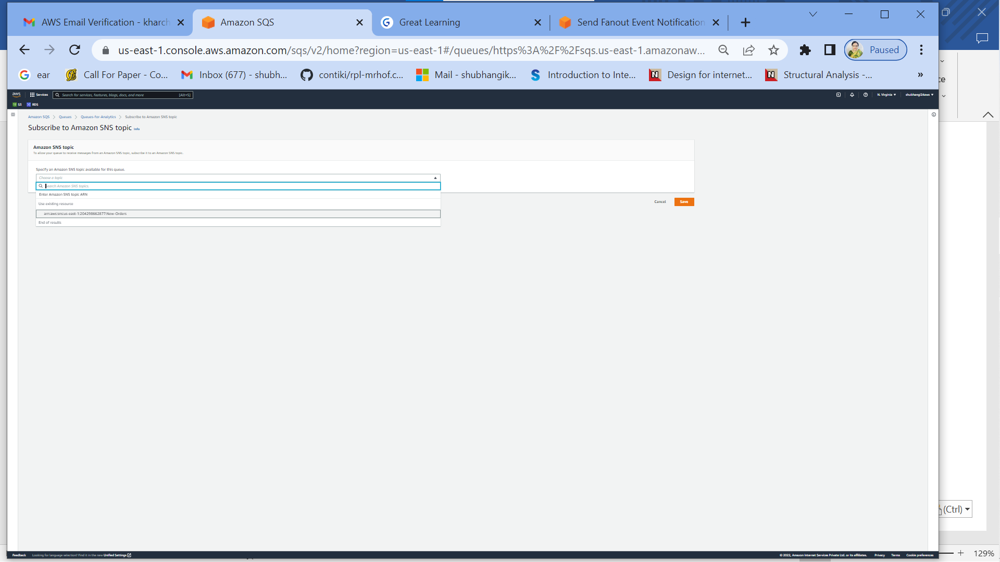 AWS Email Verification - kharch
Amazon SQS
Great Learning
Send Fanout Event Notification
us-east-1.console.aws.amazon.com/sqs/v2/home?region=us-east-1#/queues/https%3A%2F%2Fsqs.us-east-1.amazonaw...
Paused
ear
Call For Paper - Co...
Inbox (677) - shubh...
contiki/rpl-mrhof.c...
Mail - shubhangik...
Introduction to Inte...
Design for internet...
Structural Analysis -...
»
aws
Services
Search for services, features, blogs, docs, and more
[Alt+S]
N. Virginia
shubhangi24aws
S3
RDS
Amazon SQS
Queues
Queues-for-Analytics
Subscribe to Amazon SNS topic
Subscribe to Amazon SNS topic Info
Amazon SNS topic
To allow your queue to receive messages from an Amazon SNS topic, subscribe it to an Amazon SNS topic.
Specify an Amazon SNS topic available for this queue.
Choose a topic
Search Amazon SNS topics.
Enter Amazon SNS topic ARN
Use existing resource
arn:aws:sns:us-east-1:204298662877:New-Orders
End of results
Cancel
Save
ce
(Ctrl)
Feedback
Looking for language selection? Find it in the new Unified Settings
© 2022, Amazon Internet Services Private Ltd. or its affiliates.
Privacy
Terms
Cookie preferences
129%